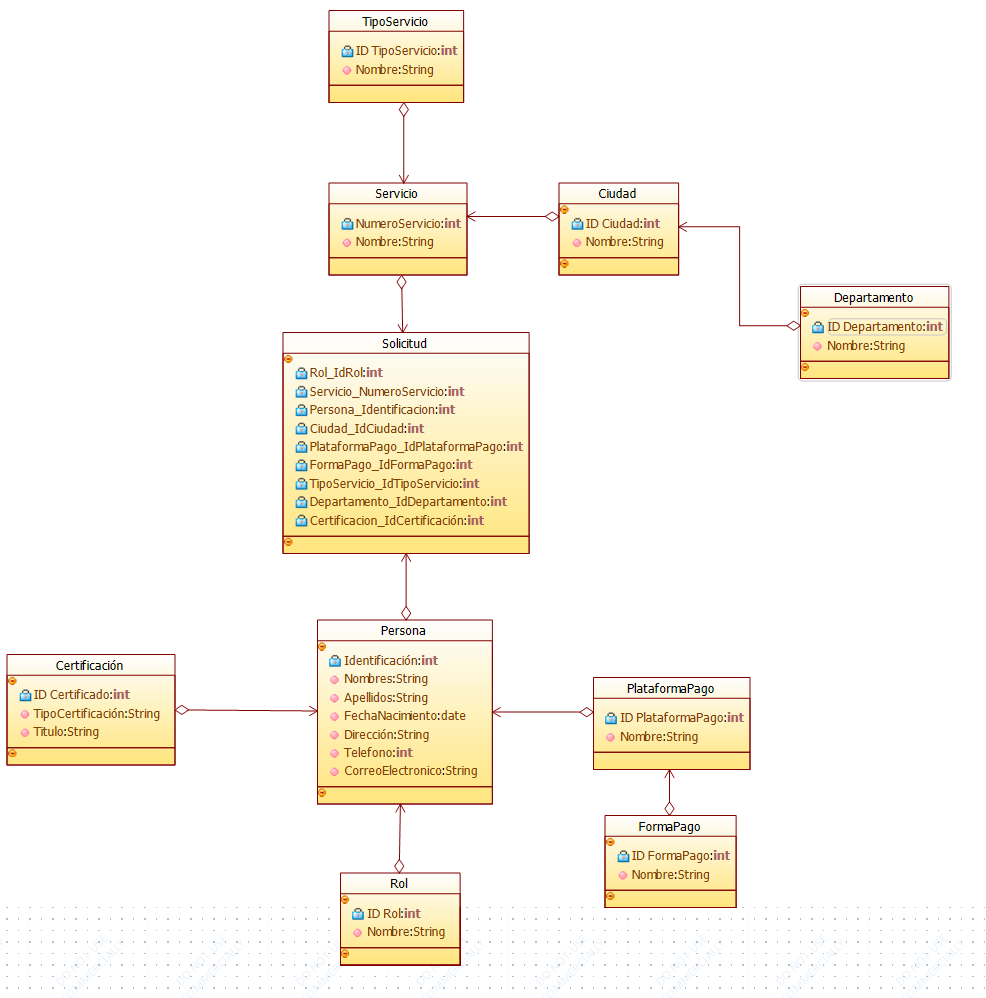 TipoServicio
ID TipoServicio:int
Nombre:String
Servicio
NumeroServicio:int
Nombre:String
Ciudad
ID Ciudad:int
Nombre:String
Departamento
ID Departamento:int
Nombre:String
Solicitud
Rol_IdRol:int
Servicio_NumeroServicio:int
Persona_Identificacion:int
Ciudad_IdCiudad:int
PlataformaPago_IdPlataformaPago:int
FormaPago_IdFormaPago:int
TipoServicio_IdTipoServicio:int
Departamento_IdDepartamento:int
Certificacion_IdCertificación:int
Persona
Identificación:int
Nombres:String
Apellidos:String
FechaNacimiento:date
Dirección:String
Telefono:int
CorreoElectronico:String
Certificación
ID Certificado:int
TipoCertificación:String
Titulo:String
PlataformaPago
ID PlataformaPago:int
Nombre:String
FormaPago
ID FormaPago:int
Nombre:String
Rol
ID Rol:int
Nombre:String